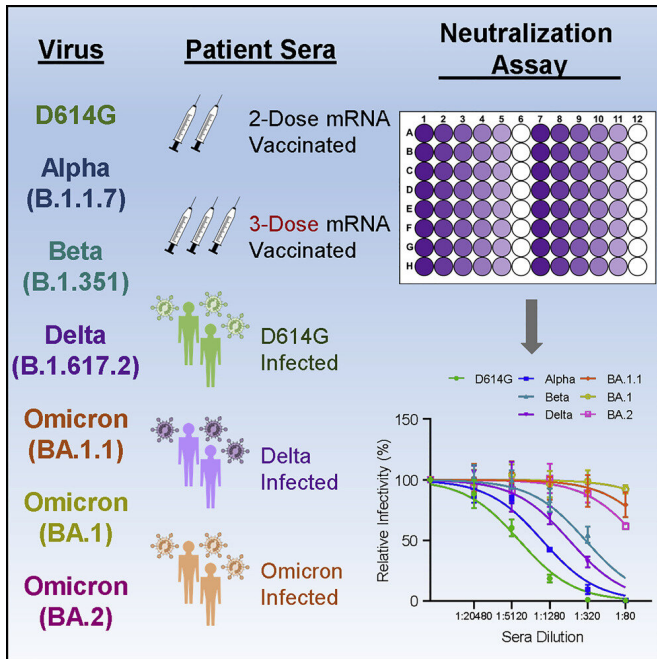 Virus
D614G
Alpha
(B.1.1.7)
Beta
(B.1.351)
Delta
(B.1.617.2)
Omicron
(BA.1.1)
Omicron
(BA.1)
Omicron
(BA.2)
Patient Sera
2-Dose mRNA
Vaccinated
3-Dose mRNA
Vaccinated
D614G
Infected
Delta
Infected
Omicron
Infected
Neutralization
Assay
1 2 3 4 5 6 7 8 9 10 11 12
A
B
C
D
E
F
G
H
D614G Alpha BA.1.1
Beta BA.1
Delta BA.2
Relative Infectivity (%)
150
100
50
0
1:20480 1:5120 1:1280 1:320 1:80
Sera Dilution